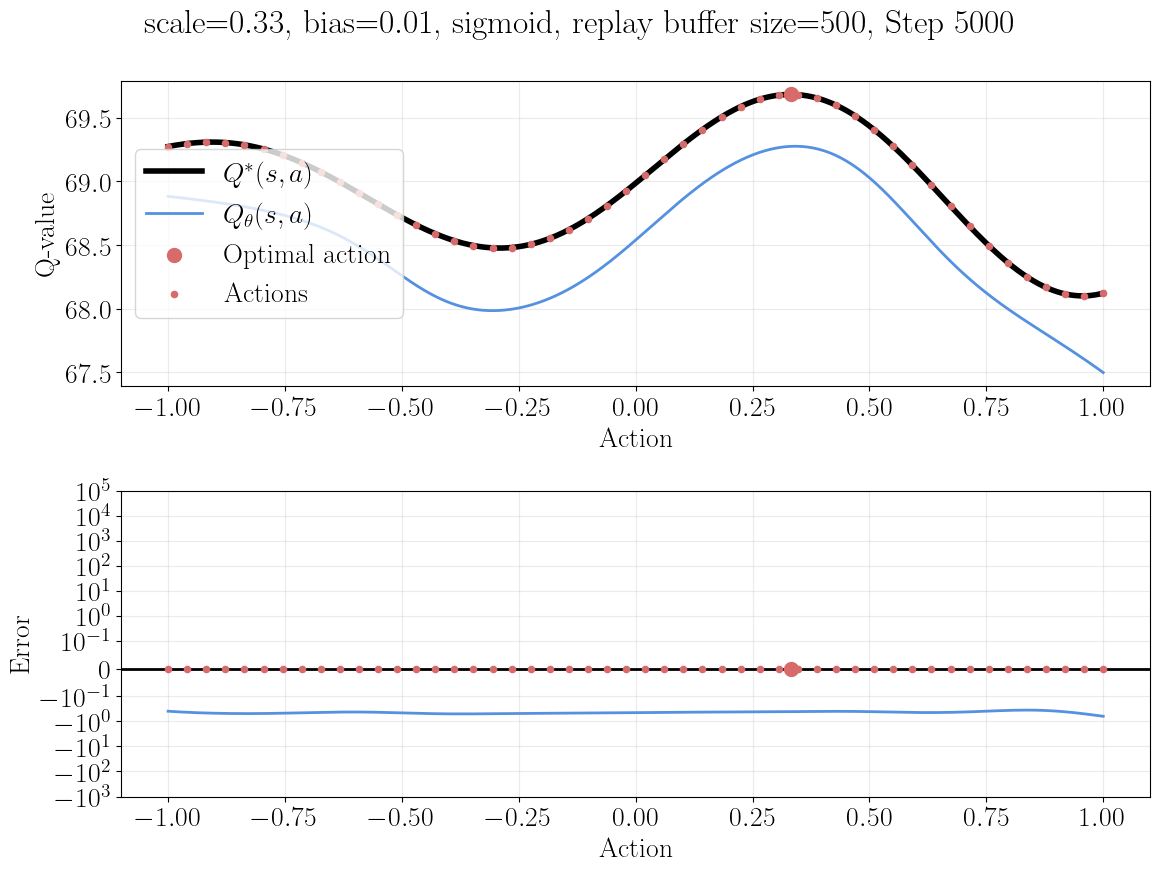 scale=0.33, bias=0.01, sigmoid, replay buffer size=500, Step 5000
Q-value
69.5
69.0
68.5
68.0
67.5
Q*(s, a)
Q_θ(s, a)
Optimal action
Actions
−1.00 −0.75 −0.50 −0.25 0.00 0.25 0.50 0.75 1.00
Action
Error
10^5
10^4
10^3
10^2
10^1
10^0
10^−1
0
−10^−1
−10^0
−10^1
−10^2
−10^3
−1.00 −0.75 −0.50 −0.25 0.00 0.25 0.50 0.75 1.00
Action